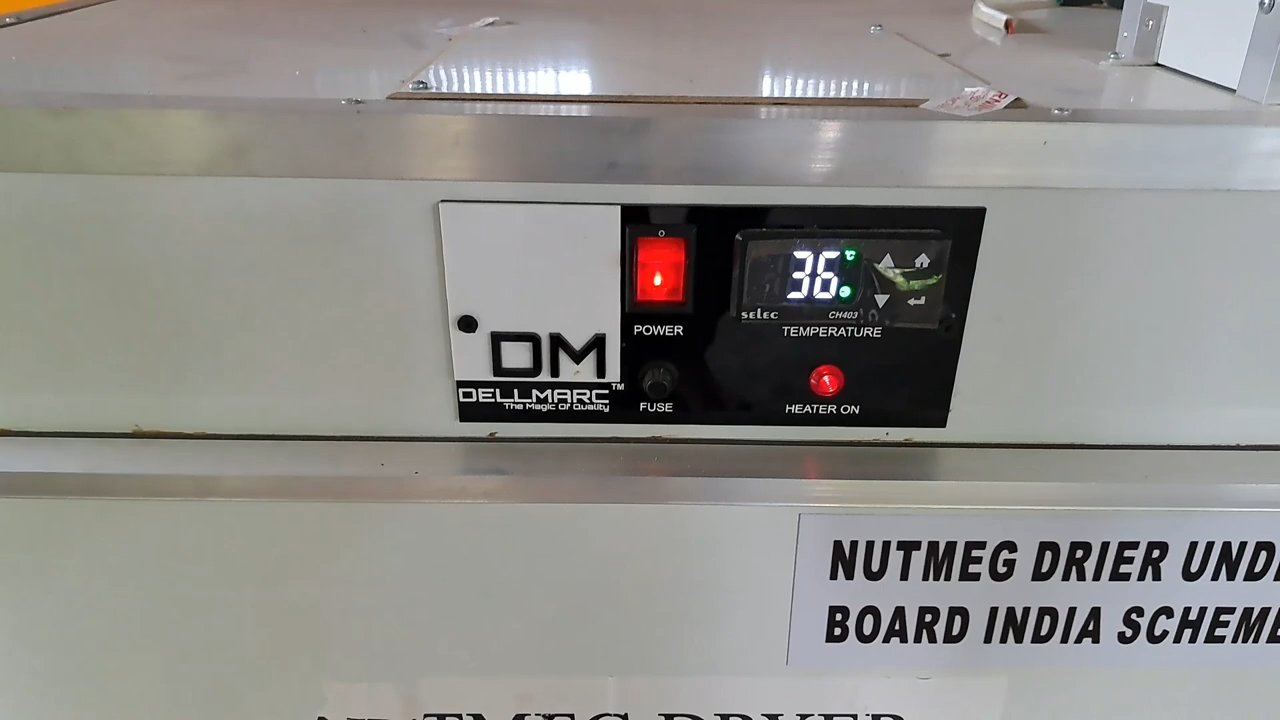 O
36
°C
SELEC
CH403
POWER
TEMPERATURE
DM
DELLMARC™
The Magic Of Quality
FUSE
HEATER ON
NUTMEG DRIER UND
BOARD INDIA SCHEME
DRYER